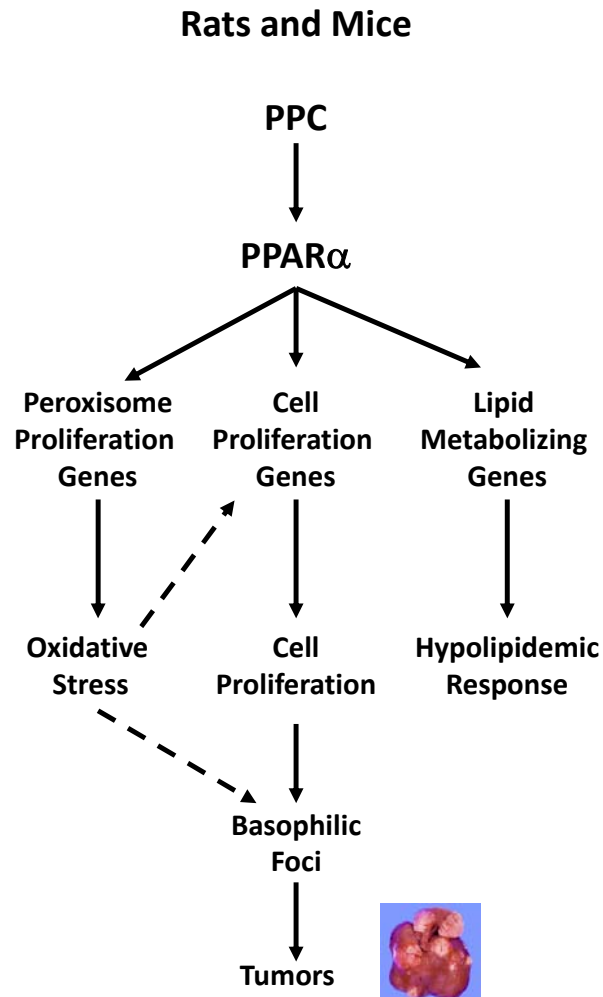 Rats and Mice
PPC
PPARα
Peroxisome
Proliferation
Genes
Cell
Proliferation
Genes
Lipid
Metabolizing
Genes
Oxidative
Stress
Cell
Proliferation
Hypolipidemic
Response
Basophilic
Foci
Tumors